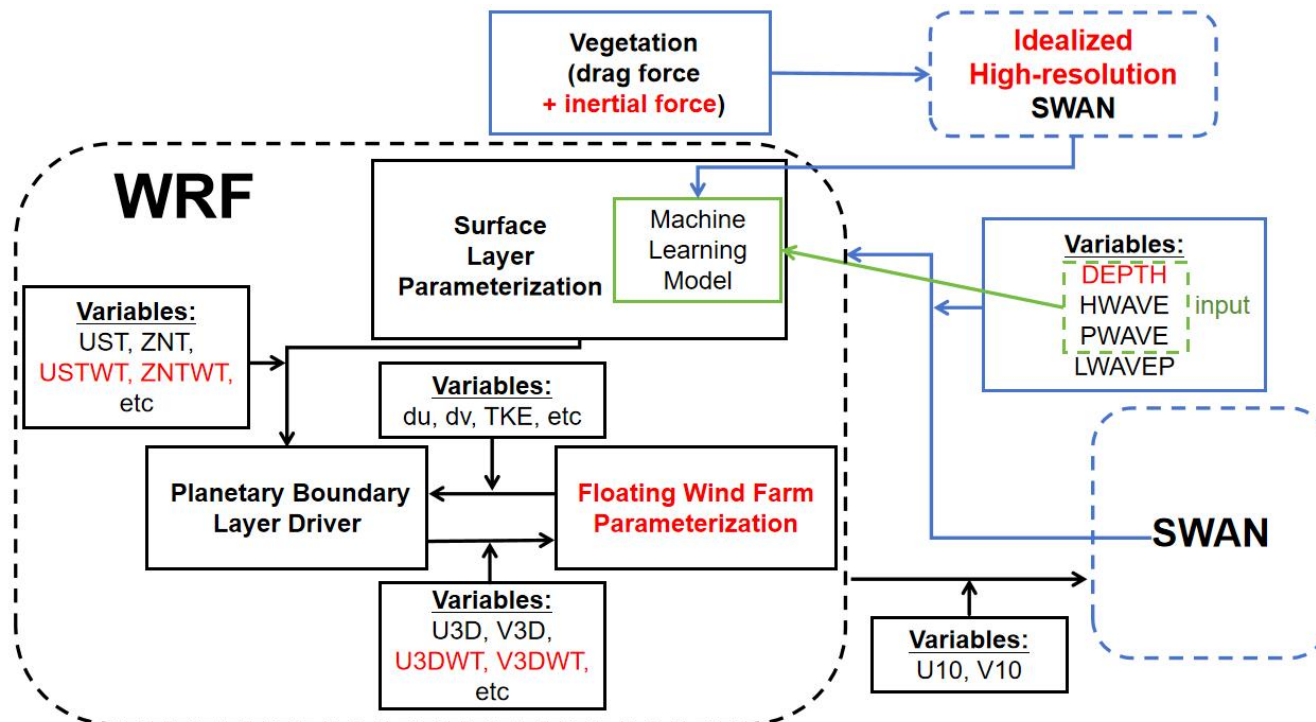 Vegetation
(drag force
+ inertial force)
Idealized
High-resolution
SWAN
WRF
Surface
Layer
Parameterization
Machine
Learning
Model
Variables:
DEPTH
HWAVE
PWAVE
LWAVEP
input
Variables:
UST, ZNT,
USTWT, ZNTWT,
etc
Variables:
du, dv, TKE, etc
Planetary Boundary
Layer Driver
Floating Wind Farm
Parameterization
SWAN
Variables:
U3D, V3D,
U3DWT, V3DWT,
etc
Variables:
U10, V10